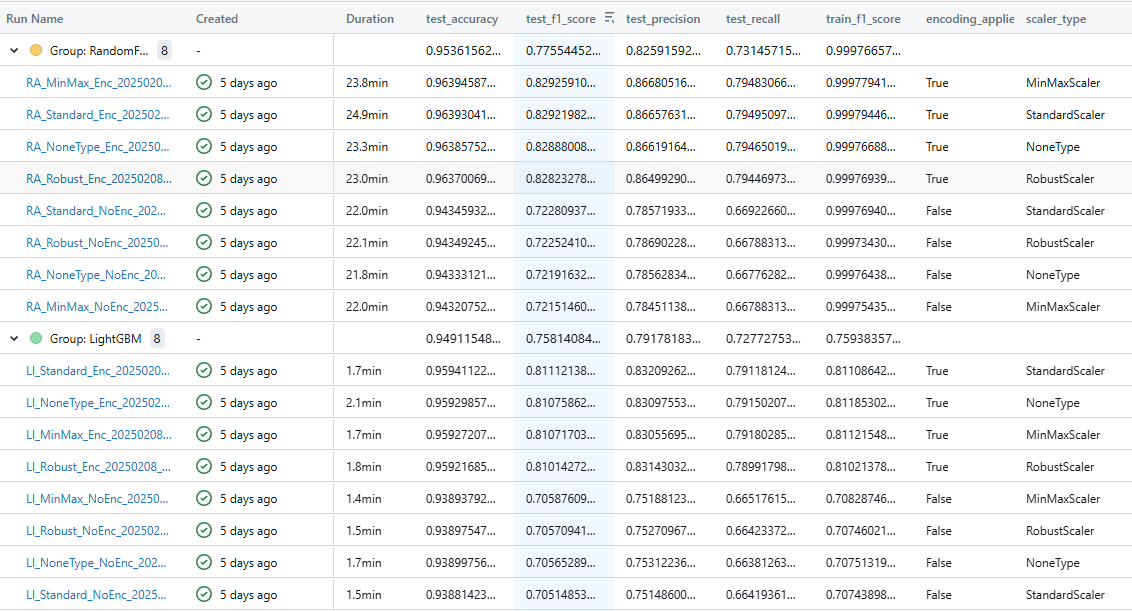 Run Name Created Duration test_accuracy test_f1_score test_precision test_recall train_f1_score encoding_applie scaler_type
Group: RandomF... 8 - 0.95361562... 0.77554452... 0.82591592... 0.73145715... 0.99976657...
RA_MinMax_Enc_2025020... 5 days ago 23.8min 0.96394587... 0.82925910... 0.86680516... 0.79483066... 0.99977941... True MinMaxScaler
RA_Standard_Enc_202502... 5 days ago 24.9min 0.96393041... 0.82921982... 0.86657631... 0.79495097... 0.99979446... True StandardScaler
RA_NoneType_Enc_20250... 5 days ago 23.3min 0.96385752... 0.82888008... 0.86619164... 0.79465019... 0.99976688... True NoneType
RA_Robust_Enc_20250208... 5 days ago 23.0min 0.96370069... 0.82823278... 0.86499290... 0.79446973... 0.99976939... True RobustScaler
RA_Standard_NoEnc_202... 5 days ago 22.0min 0.94345932... 0.72280937... 0.78571933... 0.66922660... 0.99976940... False StandardScaler
RA_Robust_NoEnc_20250... 5 days ago 22.1min 0.94349245... 0.72252410... 0.78690228... 0.66788313... 0.99973430... False RobustScaler
RA_NoneType_NoEnc_20... 5 days ago 21.8min 0.94333121... 0.72191632... 0.78562834... 0.66776282... 0.99976438... False NoneType
RA_MinMax_NoEnc_2025... 5 days ago 22.0min 0.94320752... 0.72151460... 0.78451138... 0.66788313... 0.99975435... False MinMaxScaler
Group: LightGBM 8 - 0.94911548... 0.75814084... 0.79178183... 0.72772753... 0.75938357...
LI_Standard_Enc_2025020... 5 days ago 1.7min 0.95941122... 0.81112138... 0.83209262... 0.79118124... 0.81108642... True StandardScaler
LI_NoneType_Enc_202502... 5 days ago 2.1min 0.95929857... 0.81075862... 0.83097553... 0.79150207... 0.81185302... True NoneType
LI_MinMax_Enc_20250208... 5 days ago 1.7min 0.95927207... 0.81071703... 0.83055695... 0.79180285... 0.81121548... True MinMaxScaler
LI_Robust_Enc_20250208_... 5 days ago 1.8min 0.95921685... 0.81014272... 0.83143032... 0.78991798... 0.81021378... True RobustScaler
LI_MinMax_NoEnc_20250... 5 days ago 1.4min 0.93893792... 0.70587609... 0.75188123... 0.66517615... 0.70828746... False MinMaxScaler
LI_Robust_NoEnc_202502... 5 days ago 1.5min 0.93897547... 0.70570941... 0.75270967... 0.66423372... 0.70746021... False RobustScaler
LI_NoneType_NoEnc_202... 5 days ago 1.7min 0.93899756... 0.70565289... 0.75312236... 0.66381263... 0.70751319... False NoneType
LI_Standard_NoEnc_2025... 5 days ago 1.5min 0.93881423... 0.70514853... 0.75148600... 0.66419361... 0.70743898... False StandardScaler